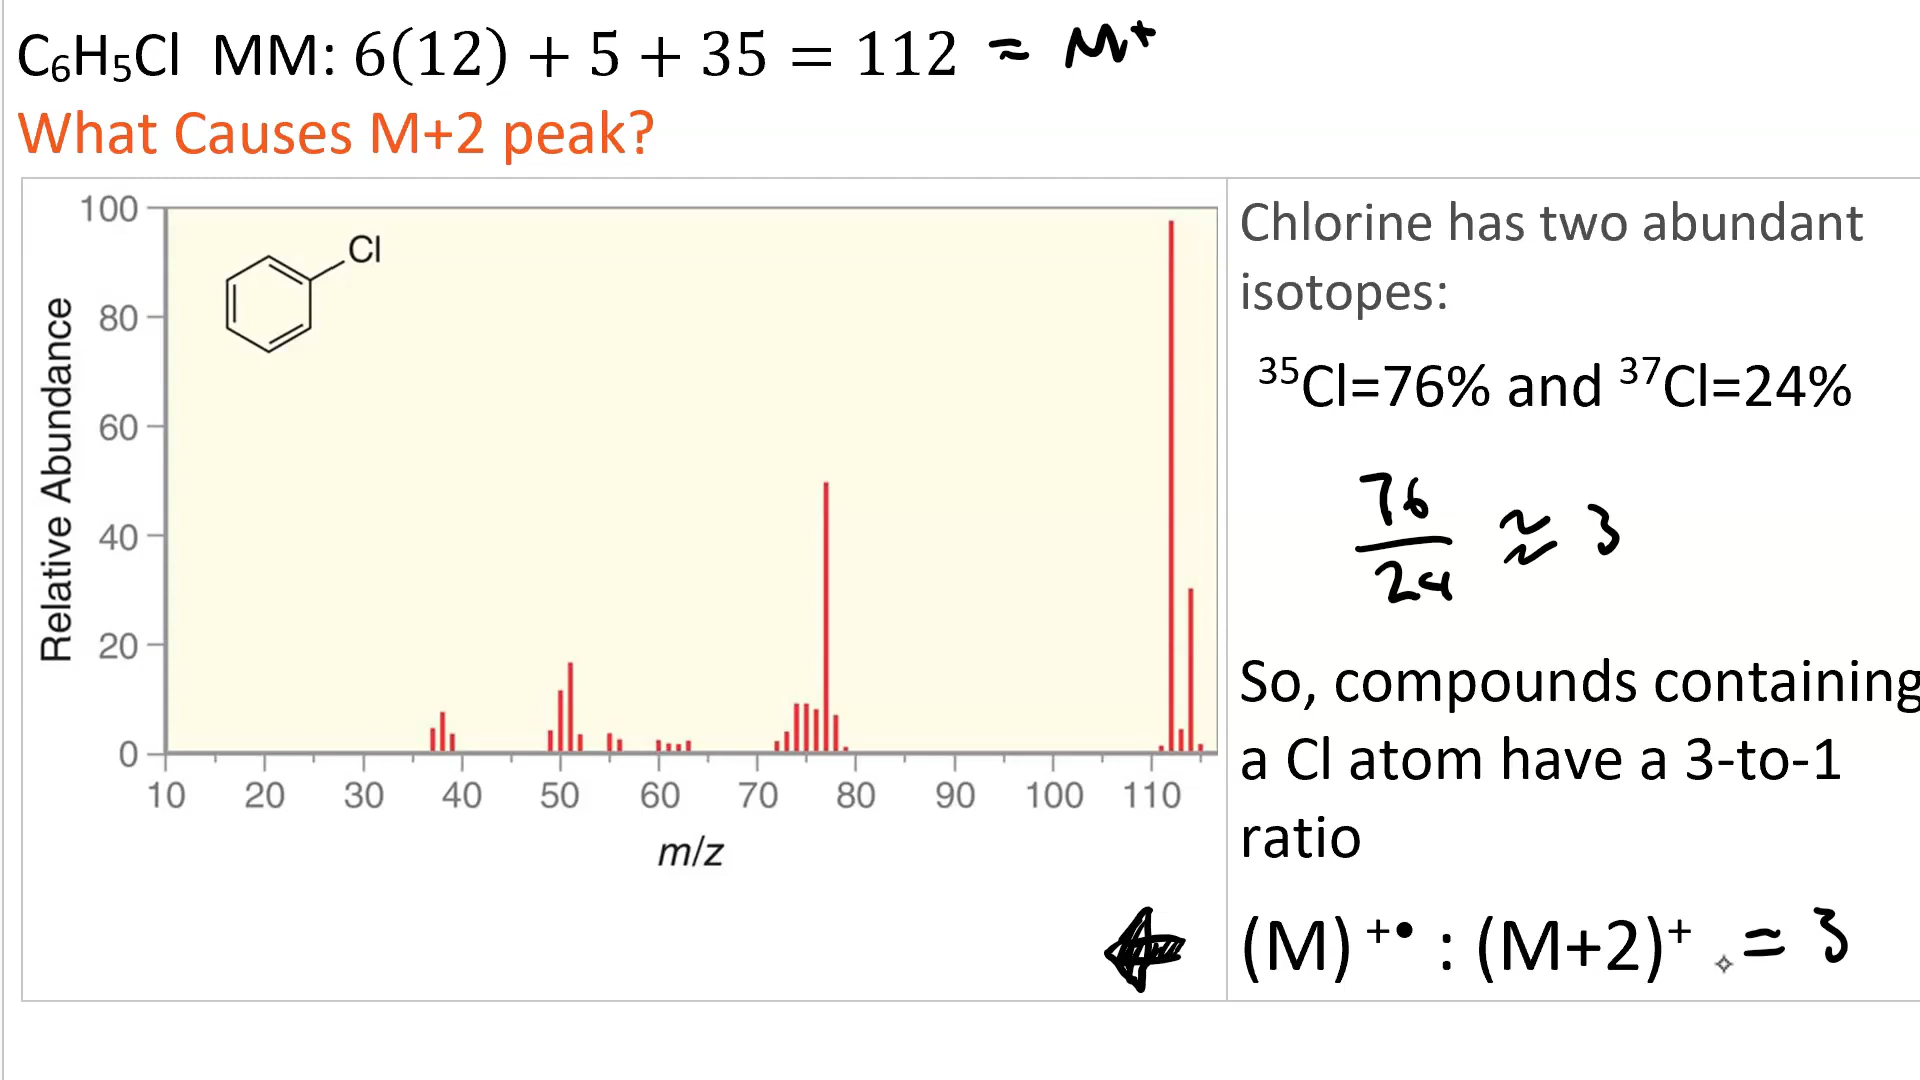 C₆H₅Cl MM: 6(12) + 5 + 35 = 112 ≈ M⁺
What Causes M+2 peak?
100
80
60
40
20
0
Relative Abundance
Cl
10 20 30 40 50 60 70 80 90 100 110
m/z
Chlorine has two abundant
isotopes:
³⁵Cl=76% and ³⁷Cl=24%
76
24
≈ 3
So, compounds containing
a Cl atom have a 3-to-1
ratio
(M)⁺• : (M+2)⁺ ≈ 3